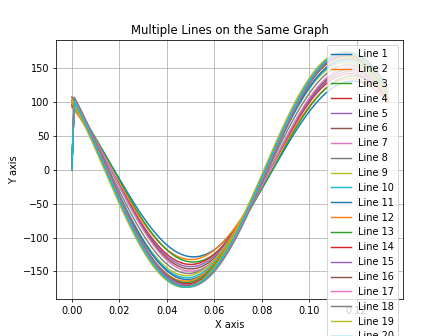 Multiple Lines on the Same Graph
Y axis
150
100
50
0
−50
−100
−150
0.00
0.02
0.04
0.06
0.08
0.10
X axis
Line 1
Line 2
Line 3
Line 4
Line 5
Line 6
Line 7
Line 8
Line 9
Line 10
Line 11
Line 12
Line 13
Line 14
Line 15
Line 16
Line 17
Line 18
Line 19
Line 20